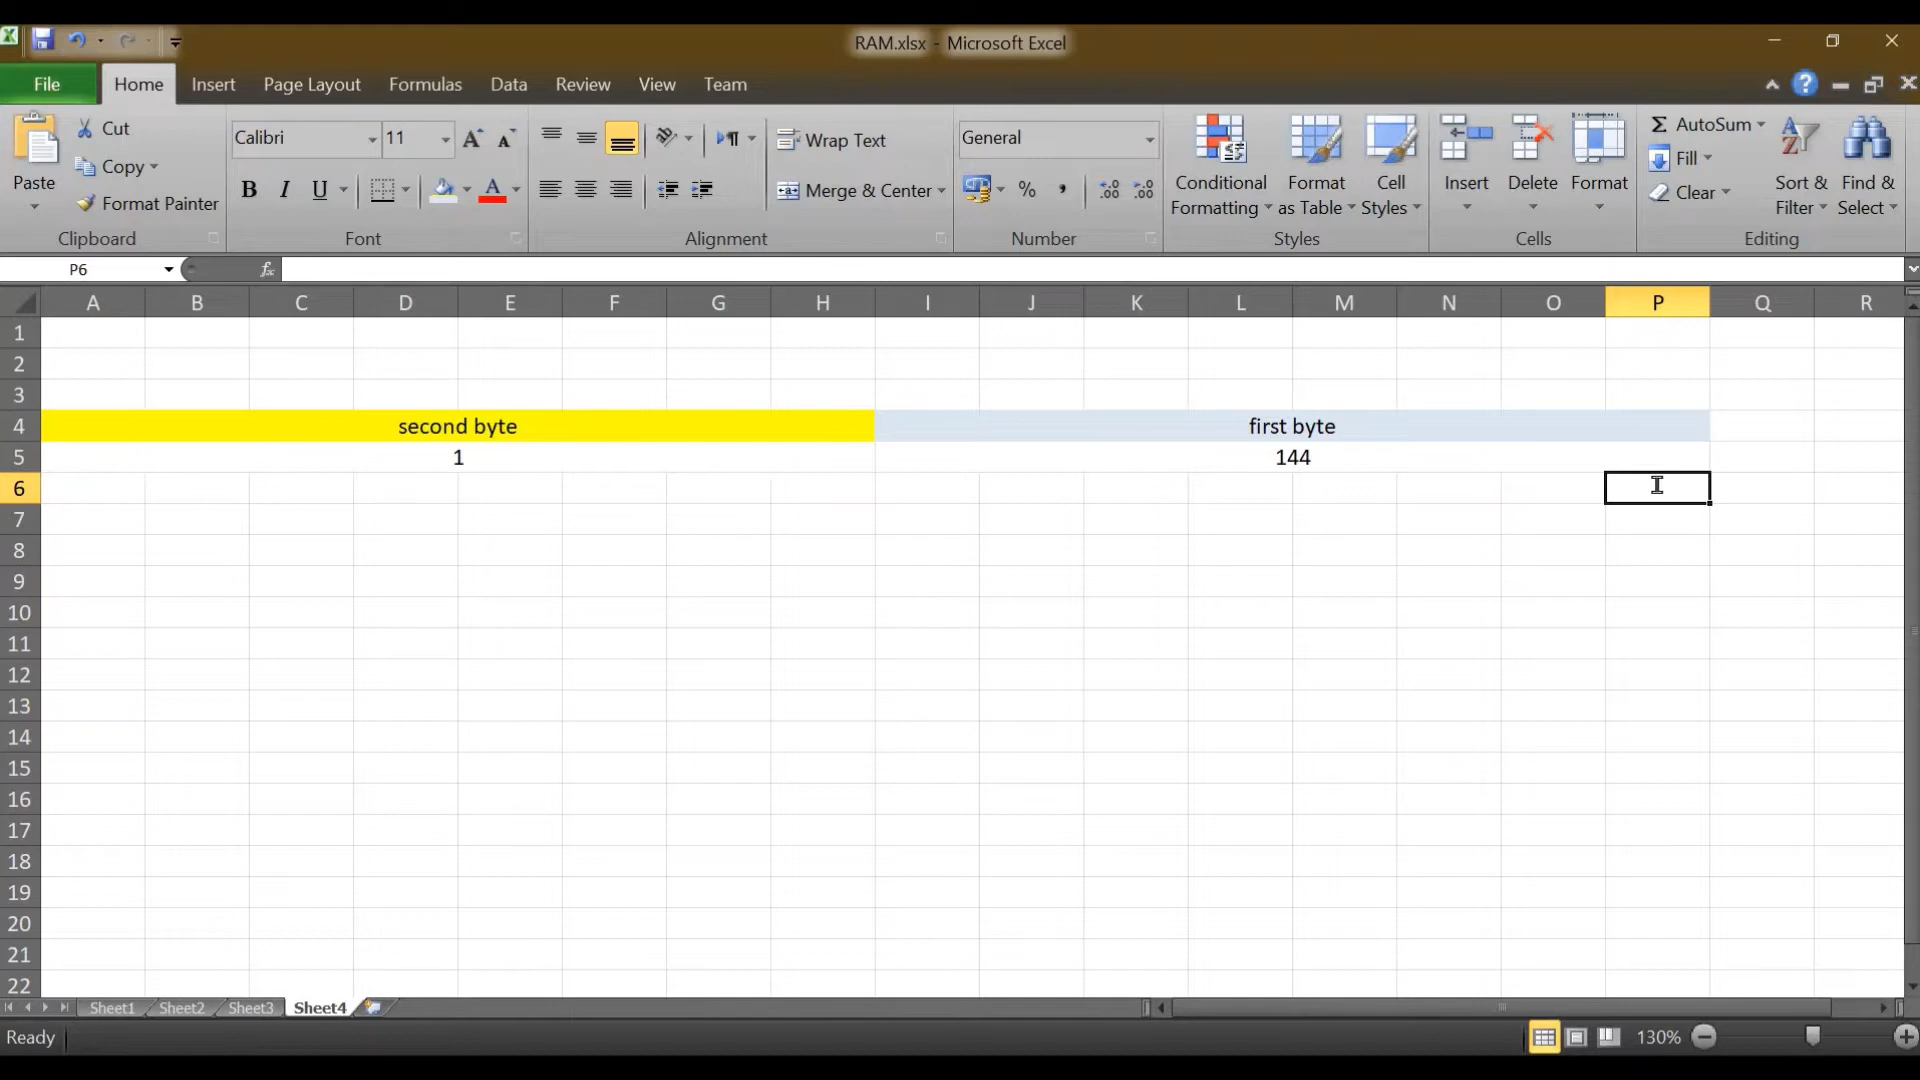 RAM.xlsx - Microsoft Excel
File Home Insert Page Layout Formulas Data Review View Team
Paste
Cut
Copy
Format Painter
Clipboard
Calibri 11
B I U A
Font
Wrap Text
Merge & Center
Alignment
General
% ,
Number
Conditional
Formatting
Format
as Table
Cell
Styles
Styles
Insert
Delete
Format
Cells
Σ AutoSum
Fill
Clear
Sort &
Filter
Find &
Select
Editing
P6 fx
A B C D E F G H I J K L M N O P Q R
1
2
3
4 second byte first byte
5 1 144
6
7
8
9
10
11
12
13
14
15
16
17
18
19
20
21
22
Sheet1 Sheet2 Sheet3 Sheet4
Ready 130%